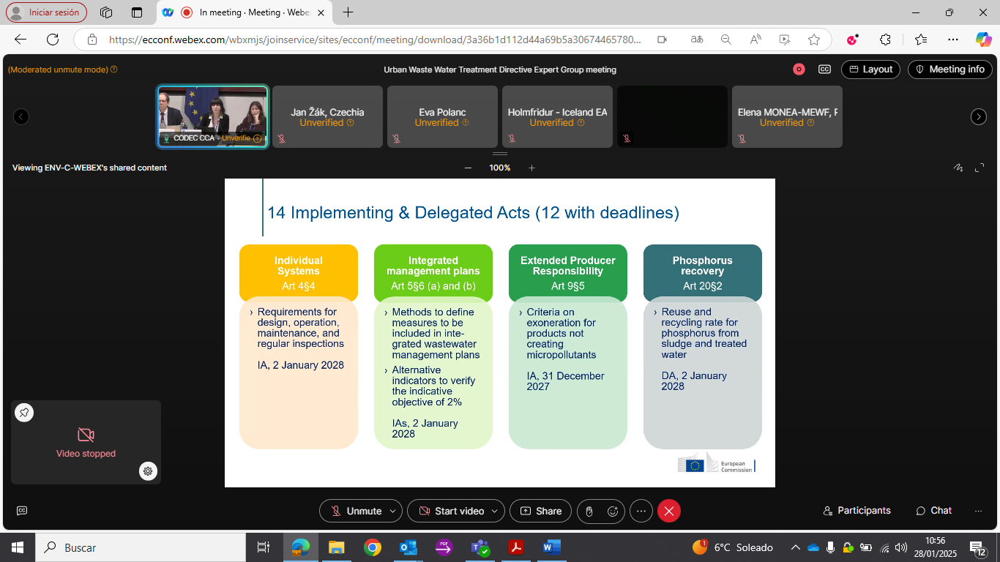 Iniciar sesión
In meeting · Meeting · Webex
https://ecconf.webex.com/wbxmjs/joinservice/sites/ecconf/meeting/download/3a36b1d112d44a69b5a30674465780...
(Moderated unmute mode)
Urban Waste Water Treatment Directive Expert Group meeting
CC
Layout
Meeting info
CODEC CCA - Unverifie
Jan Žák, Czechia
Unverified
Eva Polanc
Unverified
Holmfridur - Iceland EA
Unverified
Elena MONEA-MEWF, F
Unverified
Viewing ENV-C-WEBEX's shared content
100%
14 Implementing & Delegated Acts (12 with deadlines)
Individual
Systems
Art 4§4
› Requirements for
design, operation,
maintenance, and
regular inspections
IA, 2 January 2028
Integrated
management plans
Art 5§6 (a) and (b)
› Methods to define
measures to be
included in inte-
grated wastewater
management plans
› Alternative
indicators to verify
the indicative
objective of 2%
IAs, 2 January
2028
Extended Producer
Responsibility
Art 9§5
› Criteria on
exoneration for
products not
creating
micropollutants
IA, 31 December
2027
Phosphorus
recovery
Art 20§2
› Reuse and
recycling rate for
phosphorus from
sludge and treated
water
DA, 2 January
2028
European
Commission
Video stopped
Unmute
Start video
Share
Participants
Chat
Buscar
PDF
1
6°C Soleado
10:56
28/01/2025
12